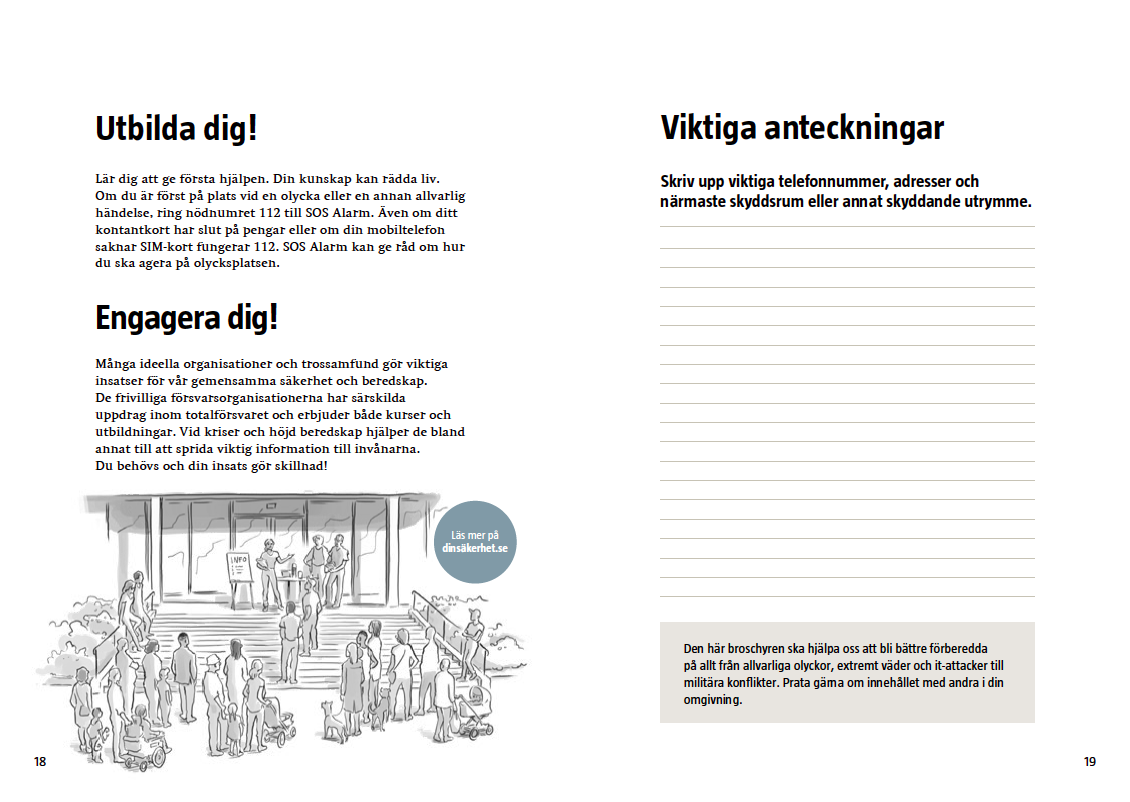 Utbilda dig!
Lär dig att ge första hjälpen. Din kunskap kan rädda liv.
Om du är först på plats vid en olycka eller en annan allvarlig
händelse, ring nödnumret 112 till SOS Alarm. Även om ditt
kontantkort har slut på pengar eller om din mobiltelefon
saknar SIM-kort fungerar 112. SOS Alarm kan ge råd om hur
du ska agera på olycksplatsen.
Engagera dig!
Många ideella organisationer och trossamfund gör viktiga
insatser för vår gemensamma säkerhet och beredskap.
De frivilliga försvarsorganisationerna har särskilda
uppdrag inom totalförsvaret och erbjuder både kurser och
utbildningar. Vid kriser och höjd beredskap hjälper de bland
annat till att sprida viktig information till invånarna.
Du behövs och din insats gör skillnad!
Läs mer på
dinsäkerhet.se
INFO
18
Viktiga anteckningar
Skriv upp viktiga telefonnummer, adresser och
närmaste skyddsrum eller annat skyddande utrymme.
Den här broschyren ska hjälpa oss att bli bättre förberedda
på allt från allvarliga olyckor, extremt väder och it-attacker till
militära konflikter. Prata gärna om innehållet med andra i din
omgivning.
19